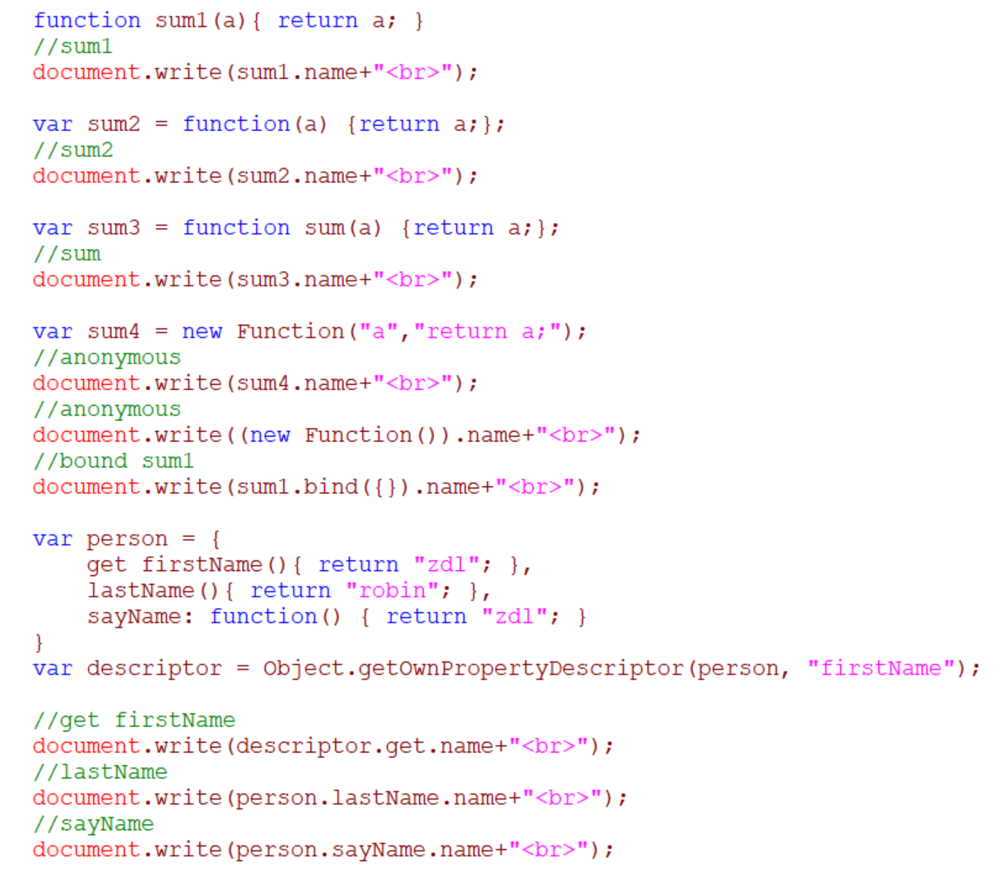 function sum1(a){ return a; }
//sum1
document.write(sum1.name+"<br>");
var sum2 = function(a) {return a;};
//sum2
document.write(sum2.name+"<br>");
var sum3 = function sum(a) {return a;};
//sum
document.write(sum3.name+"<br>");
var sum4 = new Function("a","return a;");
//anonymous
document.write(sum4.name+"<br>");
//anonymous
document.write((new Function()).name+"<br>");
//bound sum1
document.write(sum1.bind({}).name+"<br>");
var person = {
    get firstName(){ return "zdl"; },
    lastName(){ return "robin"; },
    sayName: function() { return "zdl"; }
}
var descriptor = Object.getOwnPropertyDescriptor(person, "firstName");
//get firstName
document.write(descriptor.get.name+"<br>");
//lastName
document.write(person.lastName.name+"<br>");
//sayName
document.write(person.sayName.name+"<br>");